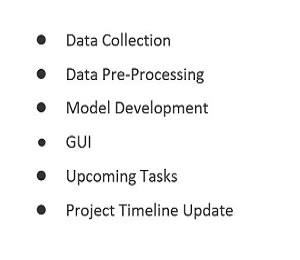 ● Data Collection
● Data Pre-Processing
● Model Development
● GUI
● Upcoming Tasks
● Project Timeline Update